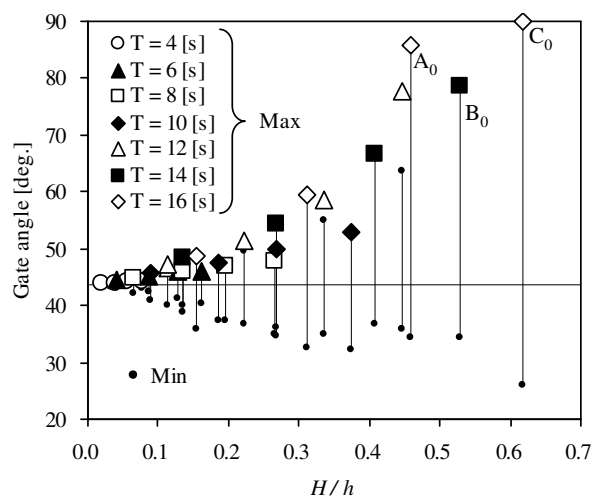 90
80
70
60
50
40
30
20
Gate angle [deg.]
T = 4 [s]
T = 6 [s]
T = 8 [s]
T = 10 [s]
T = 12 [s]
T = 14 [s]
T = 16 [s]
Max
A0
B0
C0
Min
0.0 0.1 0.2 0.3 0.4 0.5 0.6 0.7
H / h